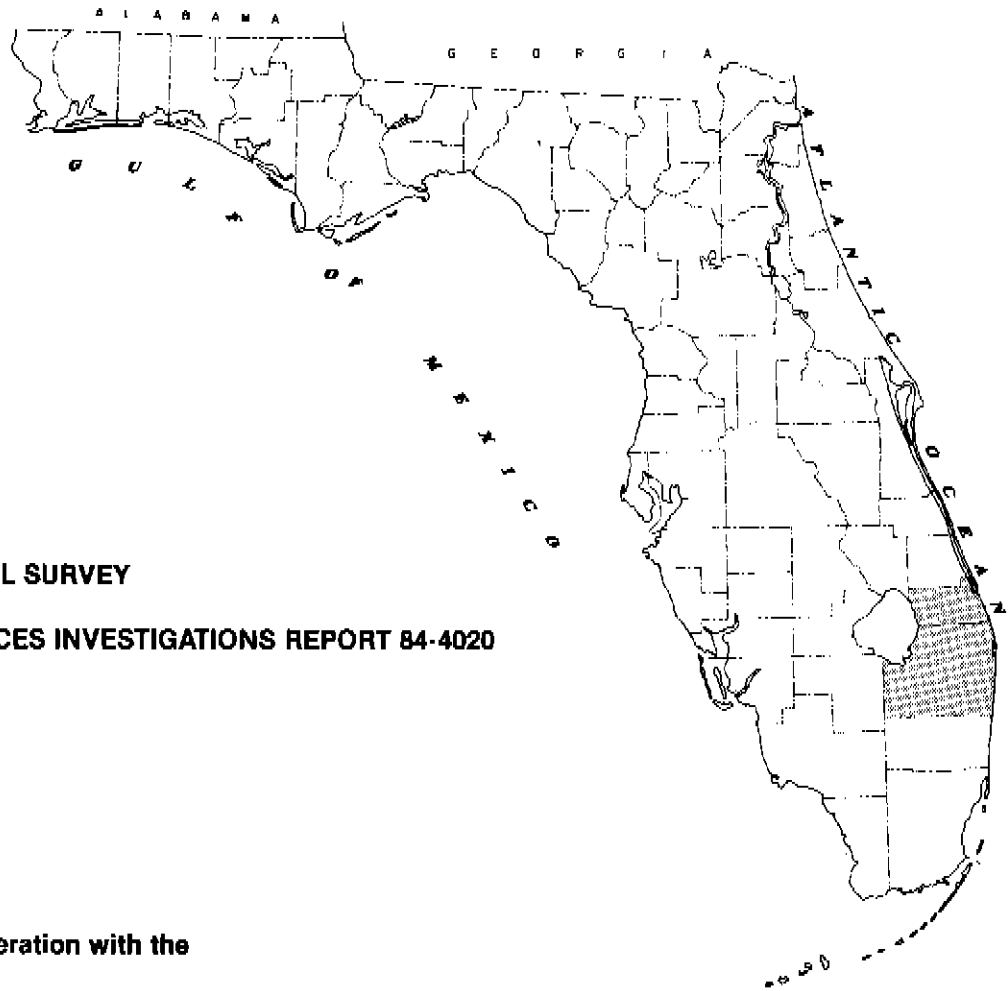 ALABAMA
GEORGIA
ATLANTIC OCEAN
GULF OF MEXICO
L SURVEY
CES INVESTIGATIONS REPORT 84-4020
eration with the